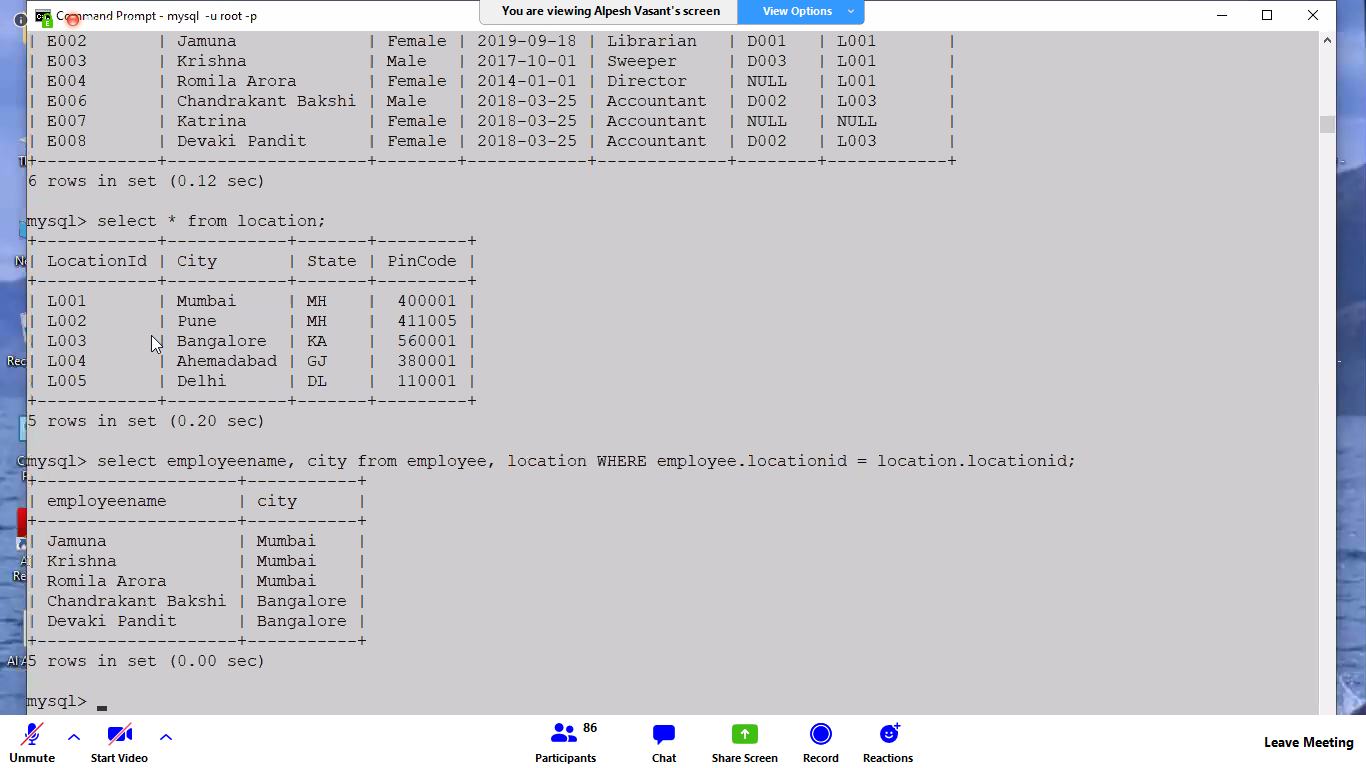 Command Prompt - mysql -u root -p
You are viewing Alpesh Vasant's screen
View Options
| E002       | Jamuna             | Female | 2019-09-18 | Librarian   | D001   | L001       |
| E003       | Krishna            | Male   | 2017-10-01 | Sweeper     | D003   | L001       |
| E004       | Romila Arora       | Female | 2014-01-01 | Director    | NULL   | L001       |
| E006       | Chandrakant Bakshi | Male   | 2018-03-25 | Accountant  | D002   | L003       |
| E007       | Katrina            | Female | 2018-03-25 | Accountant  | NULL   | NULL       |
| E008       | Devaki Pandit      | Female | 2018-03-25 | Accountant  | D002   | L003       |
+------------+--------------------+--------+------------+-------------+--------+------------+
6 rows in set (0.12 sec)
mysql> select * from location;
+------------+------------+-------+---------+
| LocationId | City       | State | PinCode |
+------------+------------+-------+---------+
| L001       | Mumbai     | MH    |  400001 |
| L002       | Pune       | MH    |  411005 |
| L003       | Bangalore  | KA    |  560001 |
| L004       | Ahemadabad | GJ    |  380001 |
| L005       | Delhi      | DL    |  110001 |
+------------+------------+-------+---------+
5 rows in set (0.20 sec)
mysql> select employeename, city from employee, location WHERE employee.locationid = location.locationid;
+--------------------+-----------+
| employeename       | city      |
+--------------------+-----------+
| Jamuna             | Mumbai    |
| Krishna            | Mumbai    |
| Romila Arora       | Mumbai    |
| Chandrakant Bakshi | Bangalore |
| Devaki Pandit      | Bangalore |
+--------------------+-----------+
5 rows in set (0.00 sec)
mysql>
86
Unmute
Start Video
Participants
Chat
Share Screen
Record
Reactions
Leave Meeting